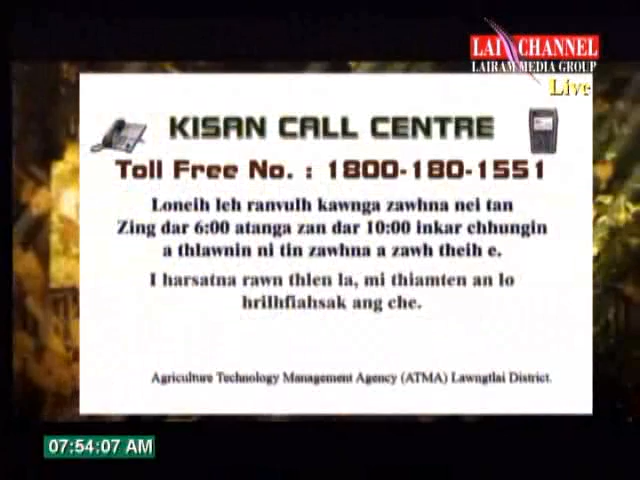 LAI CHANNEL
LAIRAM MEDIA GROUP
Live
KISAN CALL CENTRE
Toll Free No. : 1800-180-1551
Loneih leh ranvulh kawnga zawhna nei tan
Zing dar 6:00 atanga zan dar 10:00 inkar chhungin
a thlawnin ni tin zawhna a zawh theih e.
I harsatna rawn thlen la, mi thiamten an lo
hrilhfiahsak ang che.
Agriculture Technology Management Agency (ATMA) Lawngtlai District.
07:54:07 AM